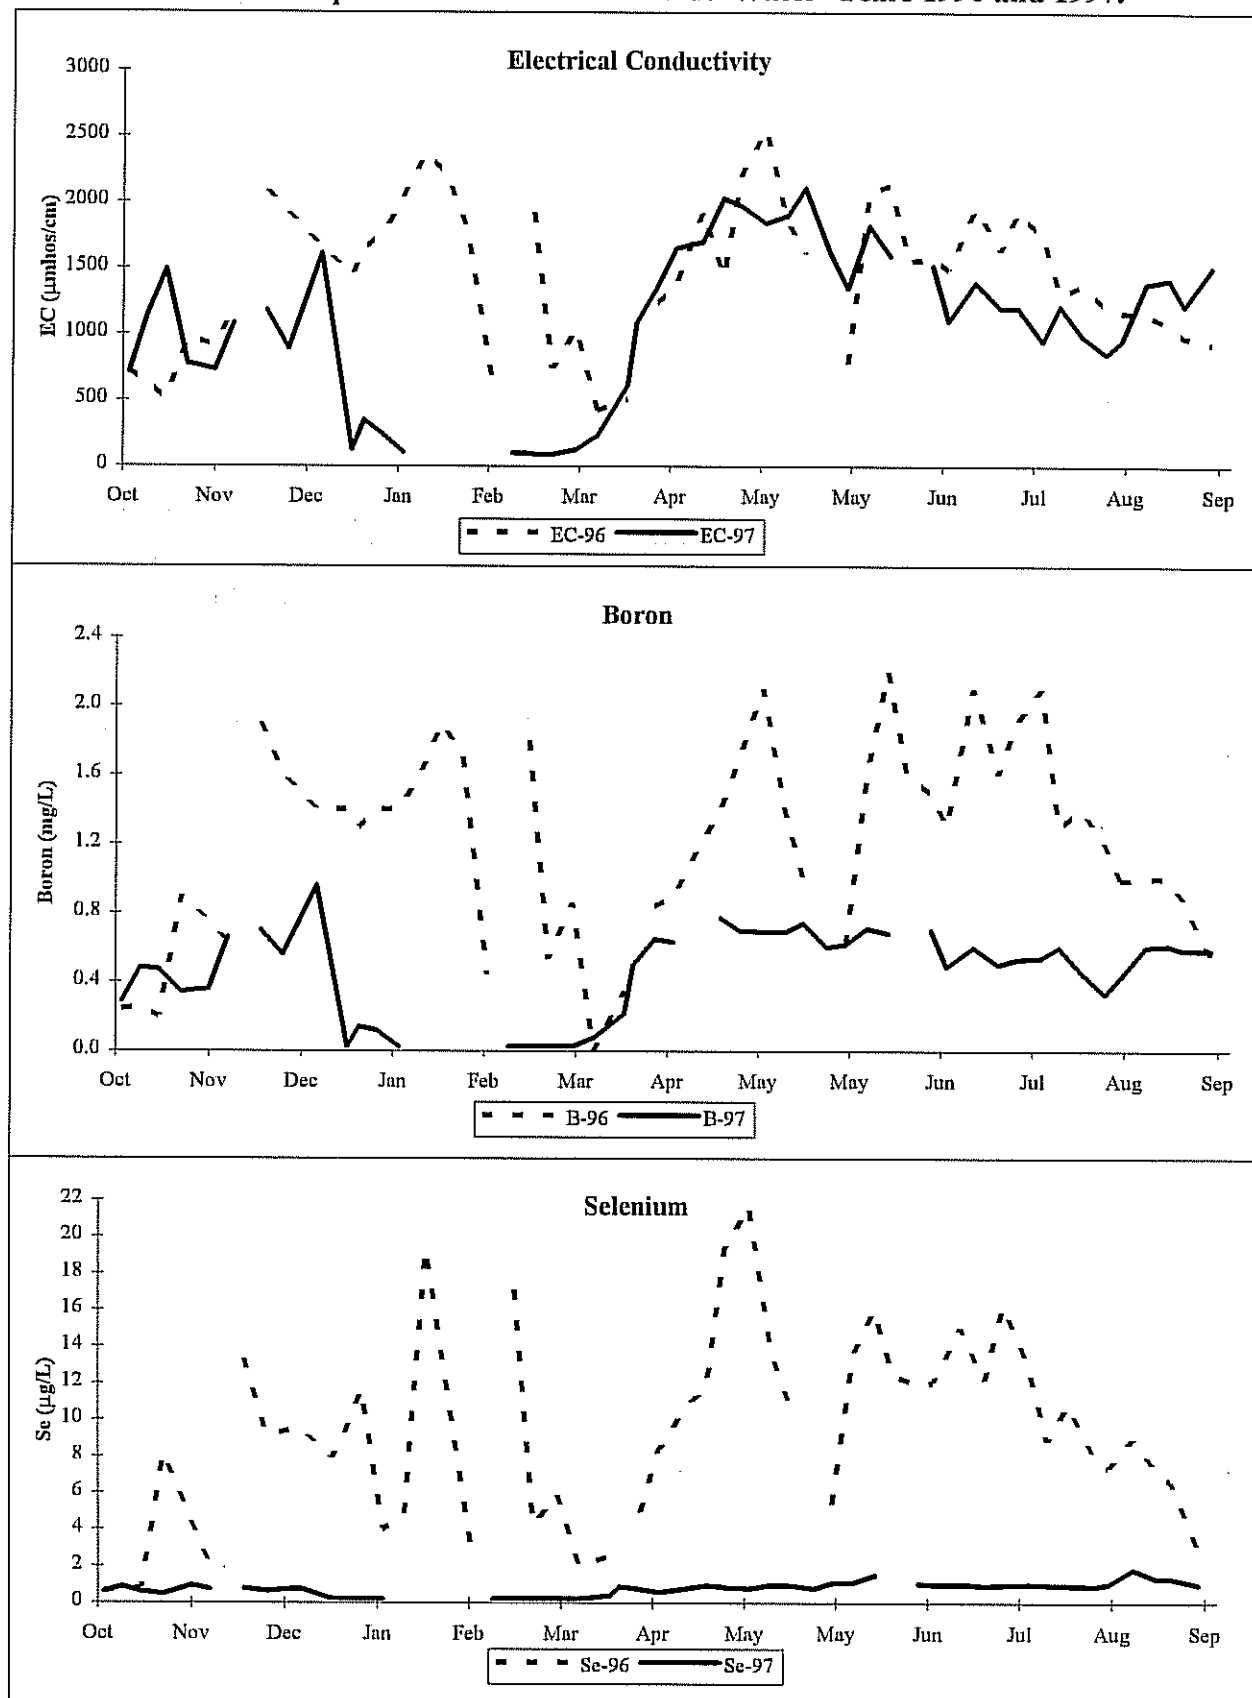 1996 and 1997.
Electrical Conductivity
3000
2500
2000
1500
1000
500
0
EC (µmhos/cm)
Oct Nov Dec Jan Feb Mar Apr May May Jun Jul Aug Sep
EC-96 EC-97
Boron
2.4
2.0
1.6
1.2
0.8
0.4
0.0
Boron (mg/L)
Oct Nov Dec Jan Feb Mar Apr May May Jun Jul Aug Sep
B-96 B-97
Selenium
22
20
18
16
14
12
10
8
6
4
2
0
Se (µg/L)
Oct Nov Dec Jan Feb Mar Apr May May Jun Jul Aug Sep
Se-96 Se-97